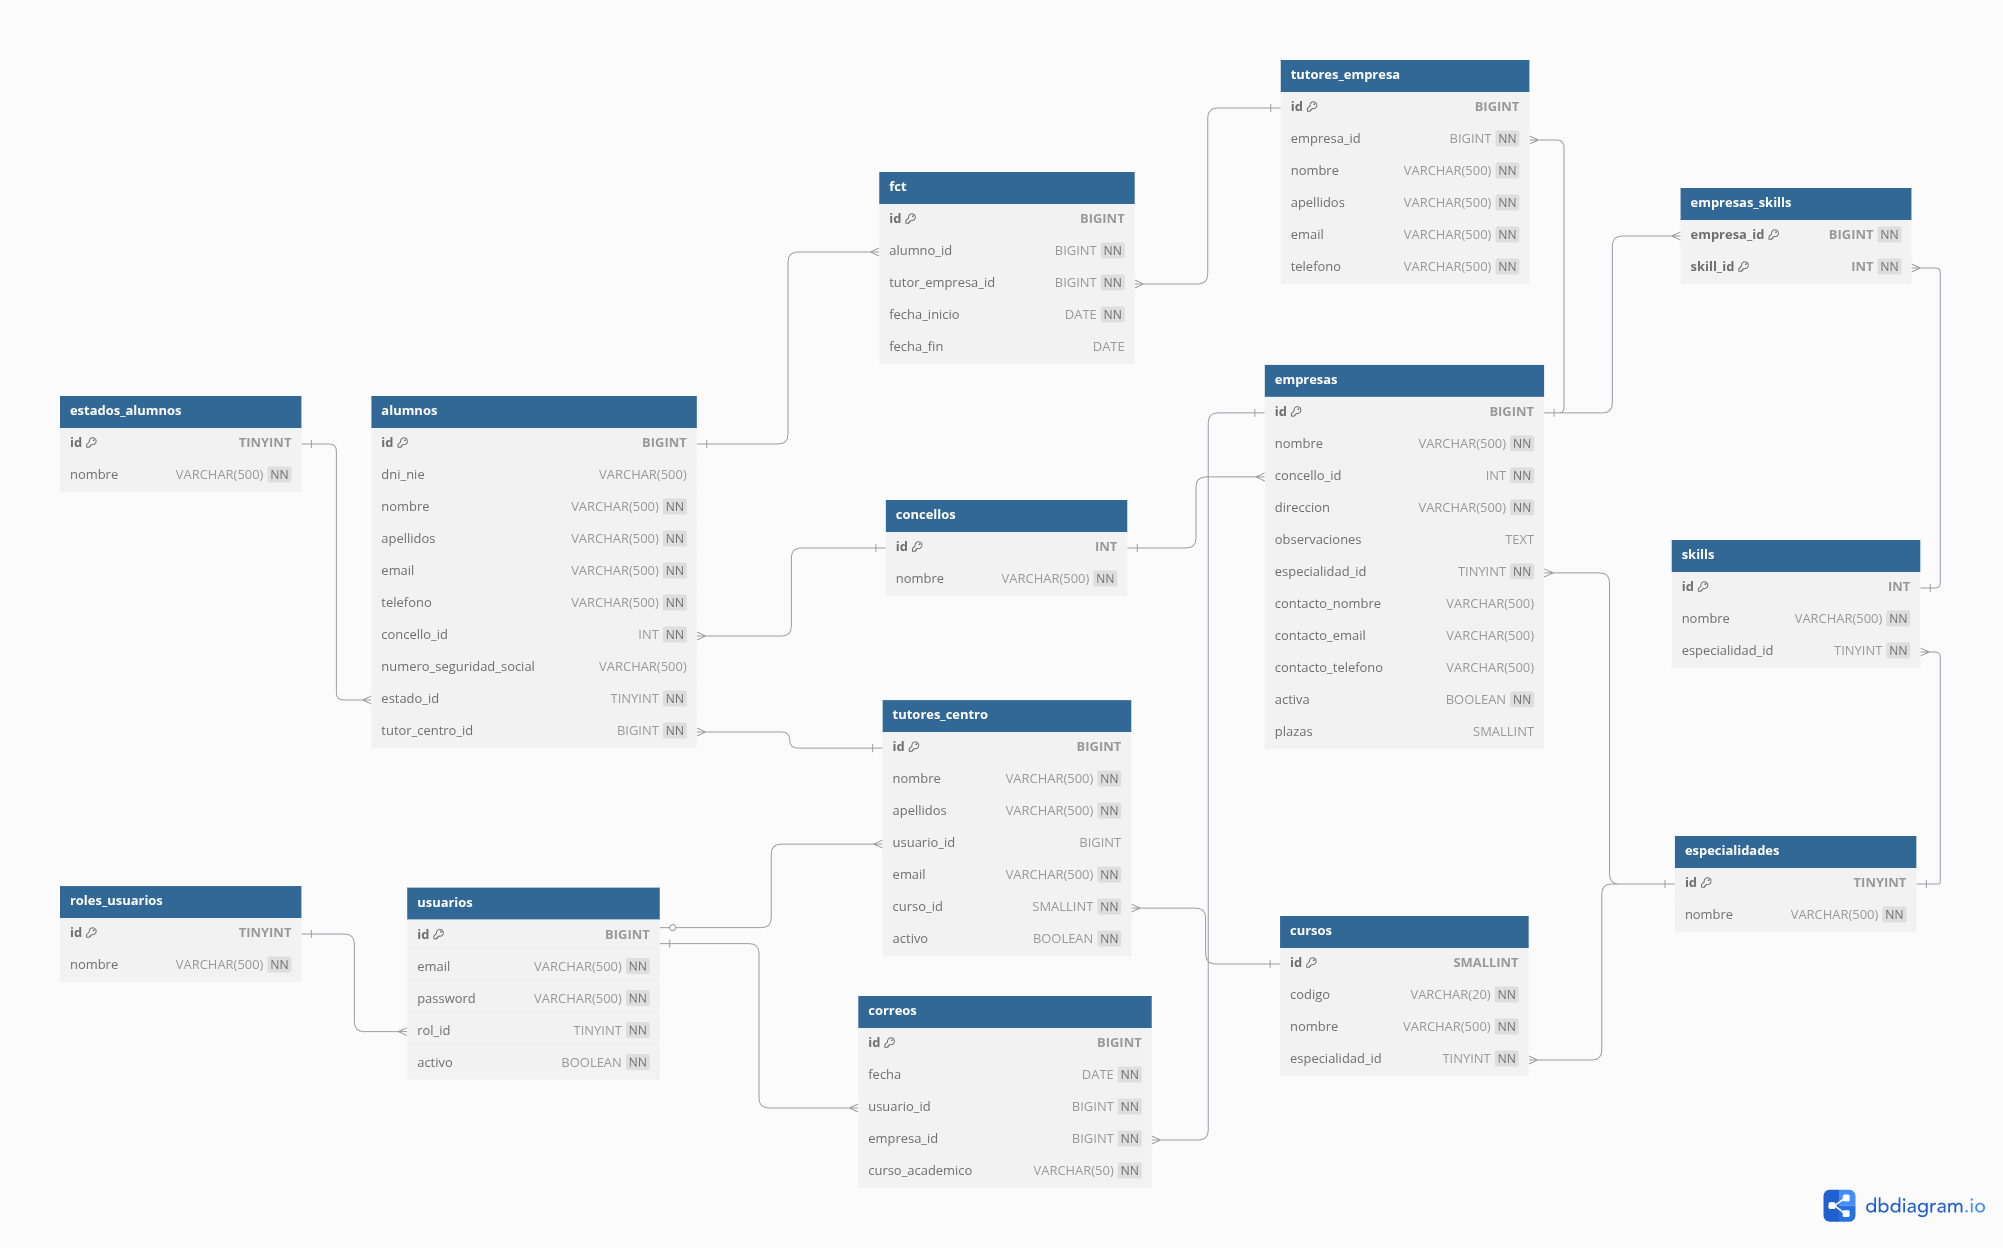 tutores_empresa
id BIGINT
empresa_id BIGINT NN
nombre VARCHAR(500) NN
apellidos VARCHAR(500) NN
email VARCHAR(500) NN
telefono VARCHAR(500) NN
fct
id BIGINT
alumno_id BIGINT NN
tutor_empresa_id BIGINT NN
fecha_inicio DATE NN
fecha_fin DATE
empresas_skills
empresa_id BIGINT NN
skill_id INT NN
estados_alumnos
id TINYINT
nombre VARCHAR(500) NN
alumnos
id BIGINT
dni_nie VARCHAR(500)
nombre VARCHAR(500) NN
apellidos VARCHAR(500) NN
email VARCHAR(500) NN
telefono VARCHAR(500) NN
concello_id INT NN
numero_seguridad_social VARCHAR(500)
estado_id TINYINT NN
tutor_centro_id BIGINT NN
concellos
id INT
nombre VARCHAR(500) NN
empresas
id BIGINT
nombre VARCHAR(500) NN
concello_id INT NN
direccion VARCHAR(500) NN
observaciones TEXT
especialidad_id TINYINT NN
contacto_nombre VARCHAR(500)
contacto_email VARCHAR(500)
contacto_telefono VARCHAR(500)
activa BOOLEAN NN
plazas SMALLINT
skills
id INT
nombre VARCHAR(500) NN
especialidad_id TINYINT NN
tutores_centro
id BIGINT
nombre VARCHAR(500) NN
apellidos VARCHAR(500) NN
usuario_id BIGINT
email VARCHAR(500) NN
curso_id SMALLINT NN
activo BOOLEAN NN
especialidades
id TINYINT
nombre VARCHAR(500) NN
roles_usuarios
id TINYINT
nombre VARCHAR(500) NN
usuarios
id BIGINT
email VARCHAR(500) NN
password VARCHAR(500) NN
rol_id TINYINT NN
activo BOOLEAN NN
cursos
id SMALLINT
codigo VARCHAR(20) NN
nombre VARCHAR(500) NN
especialidad_id TINYINT NN
correos
id BIGINT
fecha DATE NN
usuario_id BIGINT NN
empresa_id BIGINT NN
curso_academico VARCHAR(50) NN
dbdiagram.io